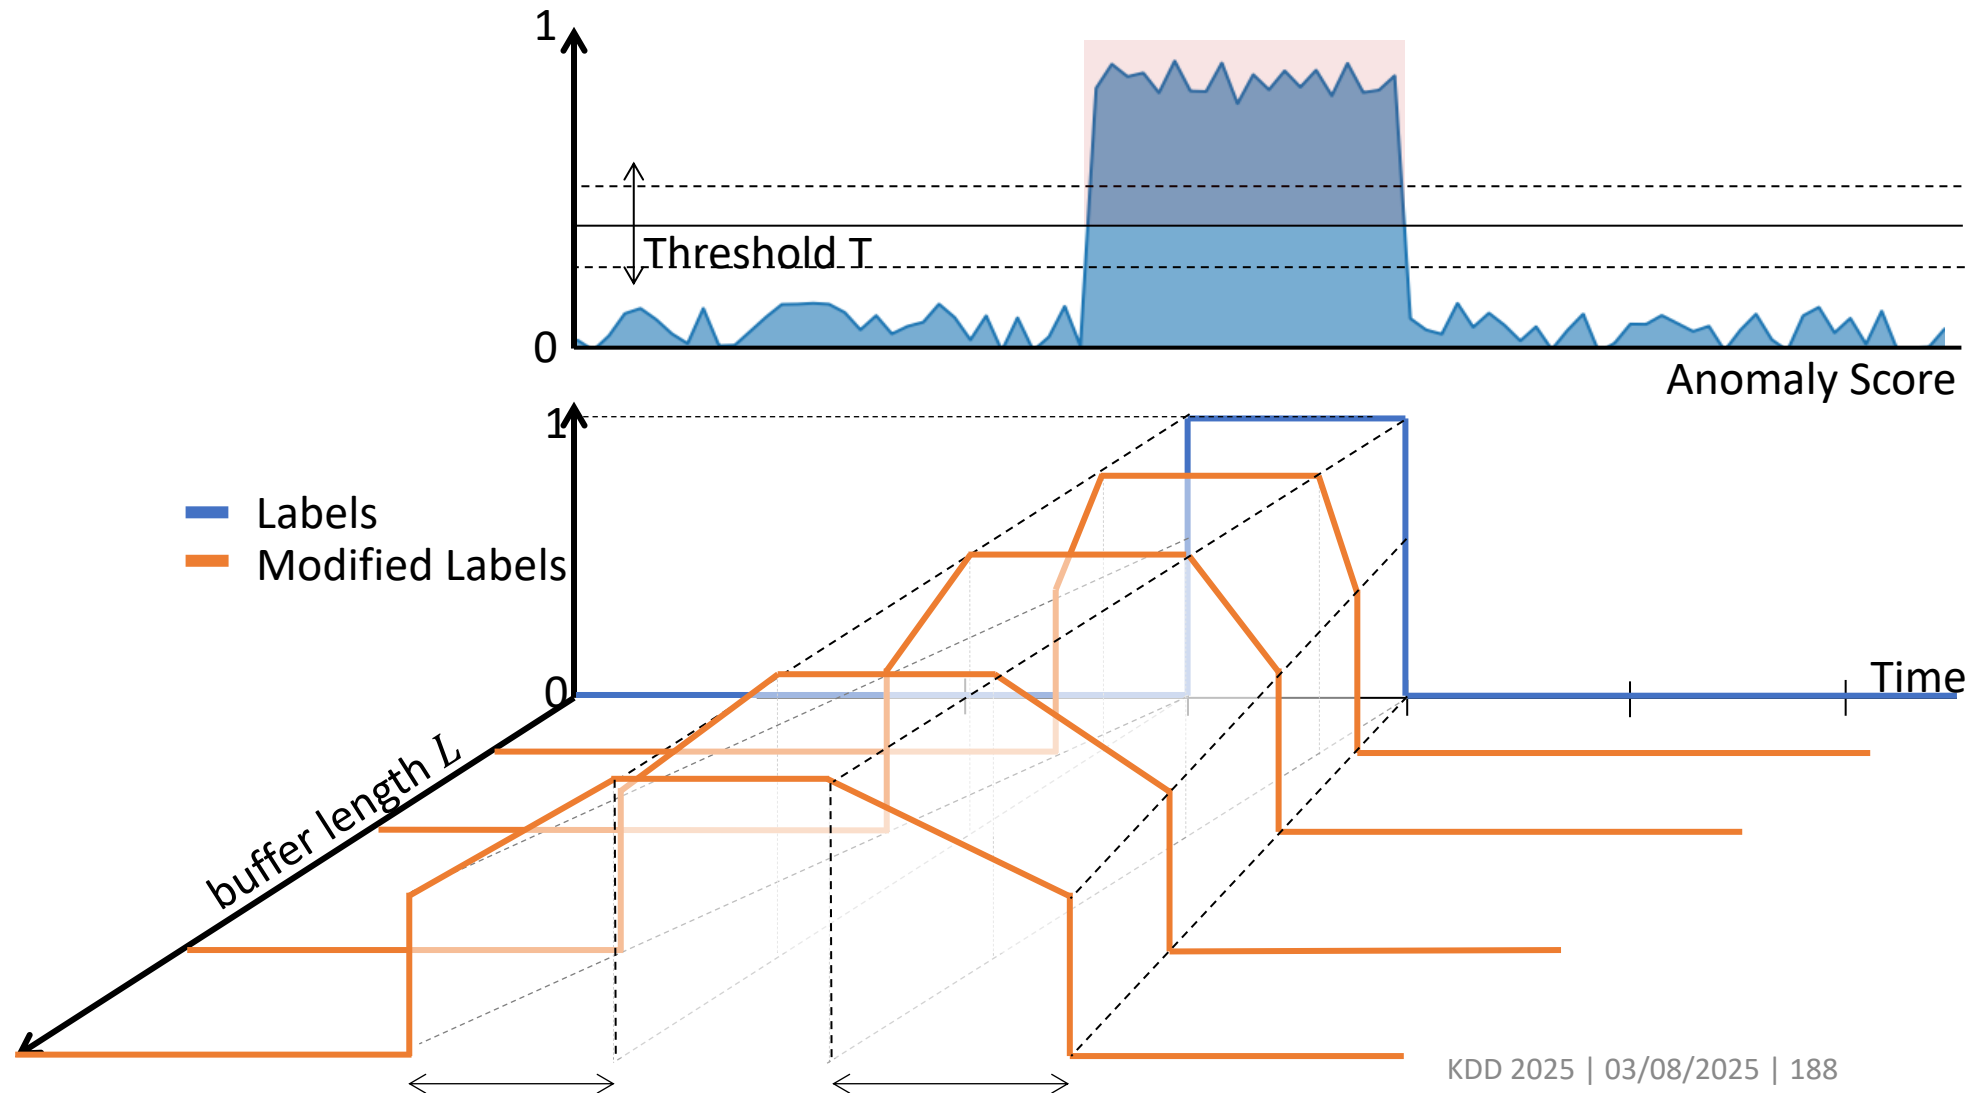 1
Threshold T
0
Anomaly Score
1
Labels
Modified Labels
0
Time
buffer length L
KDD 2025 | 03/08/2025 | 188